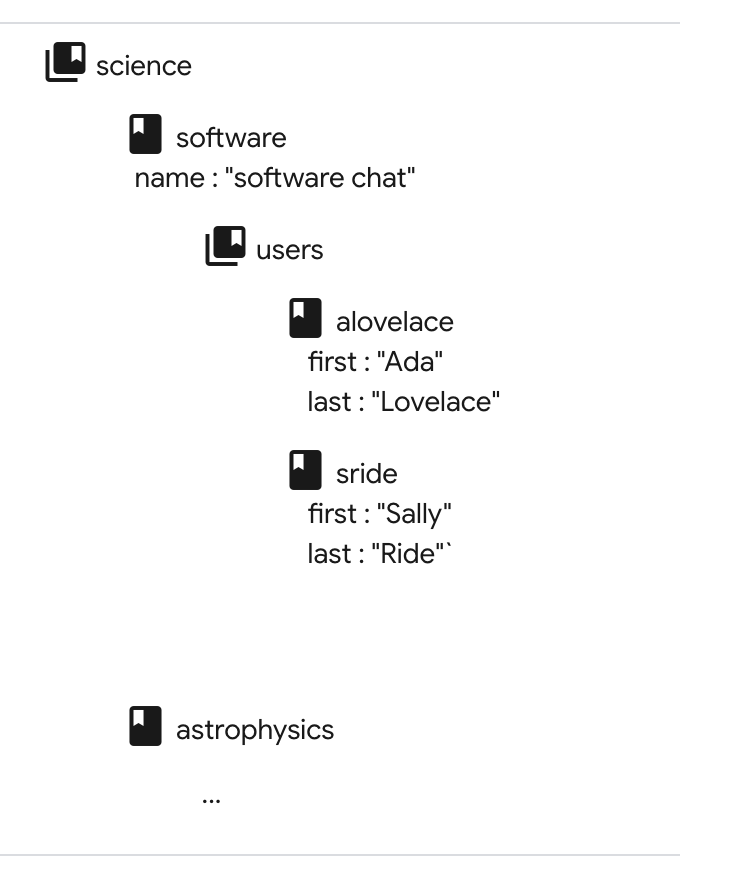 science
software
name : "software chat"
users
alovelace
first : "Ada"
last : "Lovelace"
sride
first : "Sally"
last : "Ride"`
astrophysics
...